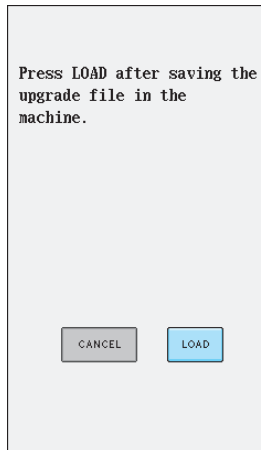 Press LOAD after saving the
upgrade file in the
machine.
CANCEL LOAD